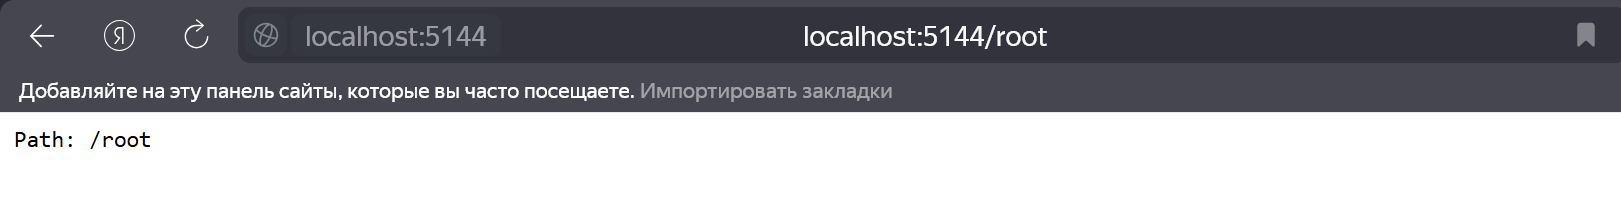 Я localhost:5144 localhost:5144/root
Добавляйте на эту панель сайты, которые вы часто посещаете. Импортировать закладки
Path: /root